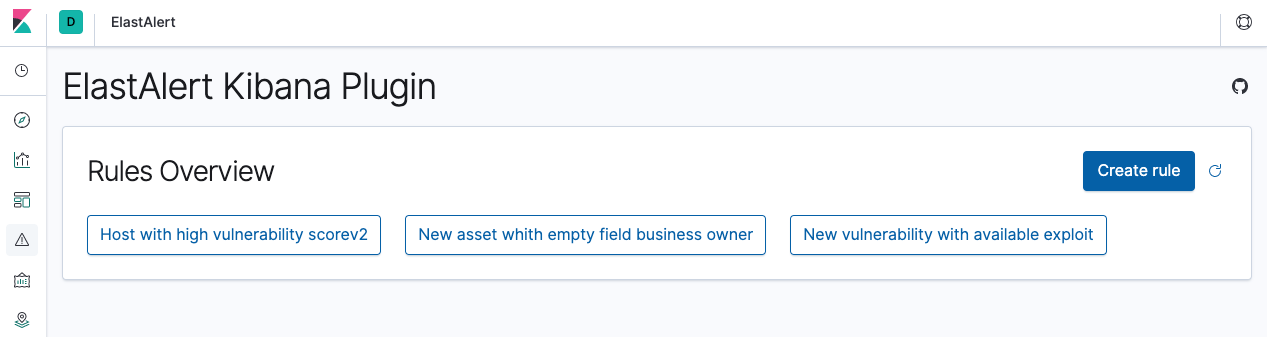 D ElastAlert
ElastAlert Kibana Plugin
Rules Overview Create rule
Host with high vulnerability scorev2 New asset whith empty field business owner New vulnerability with available exploit